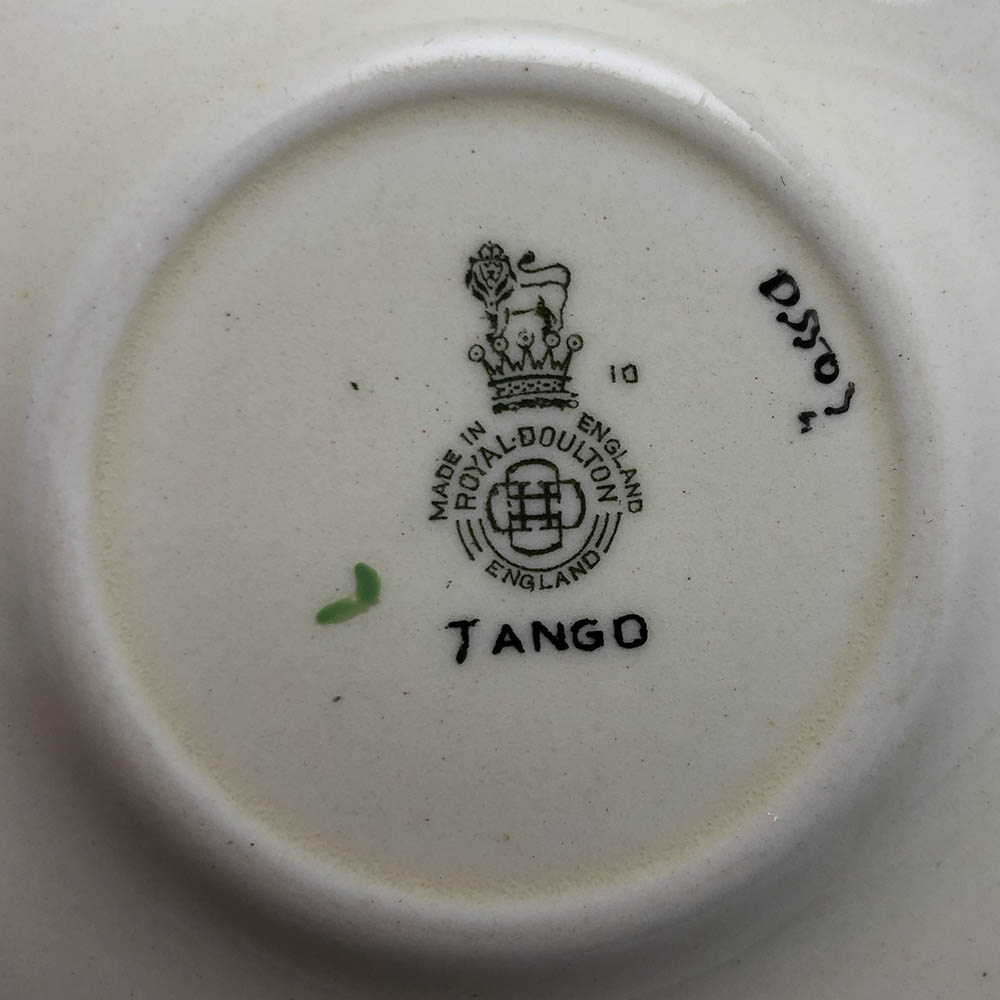 10
MADE IN ENGLAND
ROYAL·DOULTON
ENGLAND
TANGO